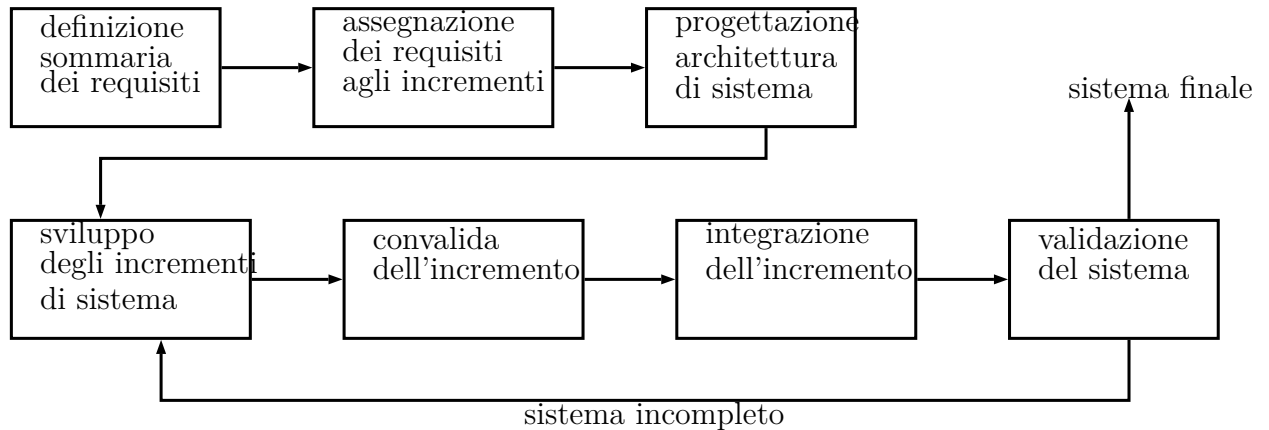 definizione
sommaria
dei requisiti
assegnazione
dei requisiti
agli incrementi
progettazione
architettura
di sistema
sistema finale
sviluppo
degli incrementi
di sistema
convalida
dell'incremento
integrazione
dell'incremento
validazione
del sistema
sistema incompleto